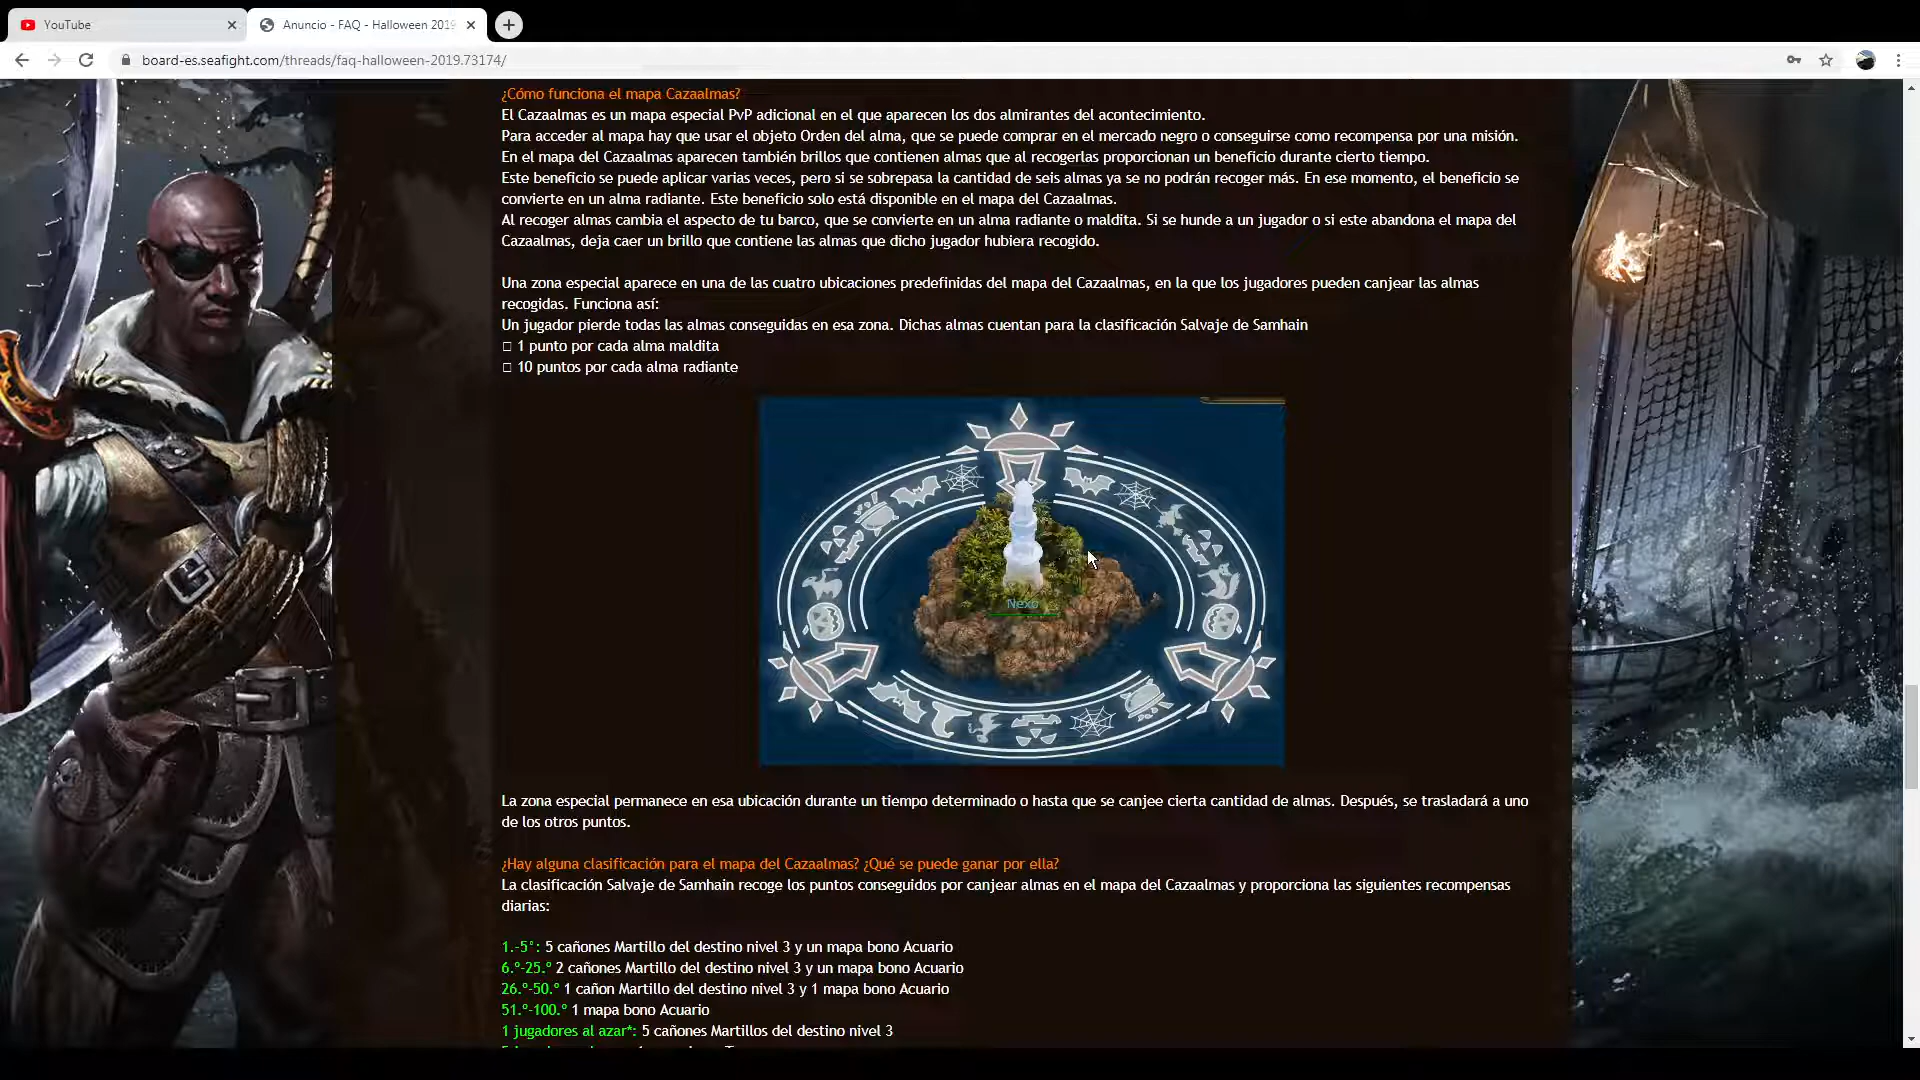 YouTube
Anuncio - FAQ - Halloween 2019
board-es.seafight.com/threads/faq-halloween-2019.73174/
¿Cómo funciona el mapa Cazaalmas?
El Cazaalmas es un mapa especial PvP adicional en el que aparecen los dos almirantes del acontecimiento.
Para acceder al mapa hay que usar el objeto Orden del alma, que se puede comprar en el mercado negro o conseguirse como recompensa por una misión.
En el mapa del Cazaalmas aparecen también brillos que contienen almas que al recogerlas proporcionan un beneficio durante cierto tiempo.
Este beneficio se puede aplicar varias veces, pero si se sobrepasa la cantidad de seis almas ya se no podrán recoger más. En ese momento, el beneficio se
convierte en un alma radiante. Este beneficio solo está disponible en el mapa del Cazaalmas.
Al recoger almas cambia el aspecto de tu barco, que se convierte en un alma radiante o maldita. Si se hunde a un jugador o si este abandona el mapa del
Cazaalmas, deja caer un brillo que contiene las almas que dicho jugador hubiera recogido.
Una zona especial aparece en una de las cuatro ubicaciones predefinidas del mapa del Cazaalmas, en la que los jugadores pueden canjear las almas
recogidas. Funciona así:
Un jugador pierde todas las almas conseguidas en esa zona. Dichas almas cuentan para la clasificación Salvaje de Samhain
□ 1 punto por cada alma maldita
□ 10 puntos por cada alma radiante
Nexo
La zona especial permanece en esa ubicación durante un tiempo determinado o hasta que se canjee cierta cantidad de almas. Después, se trasladará a uno
de los otros puntos.
¿Hay alguna clasificación para el mapa del Cazaalmas? ¿Qué se puede ganar por ella?
La clasificación Salvaje de Samhain recoge los puntos conseguidos por canjear almas en el mapa del Cazaalmas y proporciona las siguientes recompensas
diarias:
1.-5°: 5 cañones Martillo del destino nivel 3 y un mapa bono Acuario
6.º-25.º 2 cañones Martillo del destino nivel 3 y un mapa bono Acuario
26.º-50.º 1 cañon Martillo del destino nivel 3 y 1 mapa bono Acuario
51.º-100.º 1 mapa bono Acuario
1 jugadores al azar*: 5 cañones Martillos del destino nivel 3